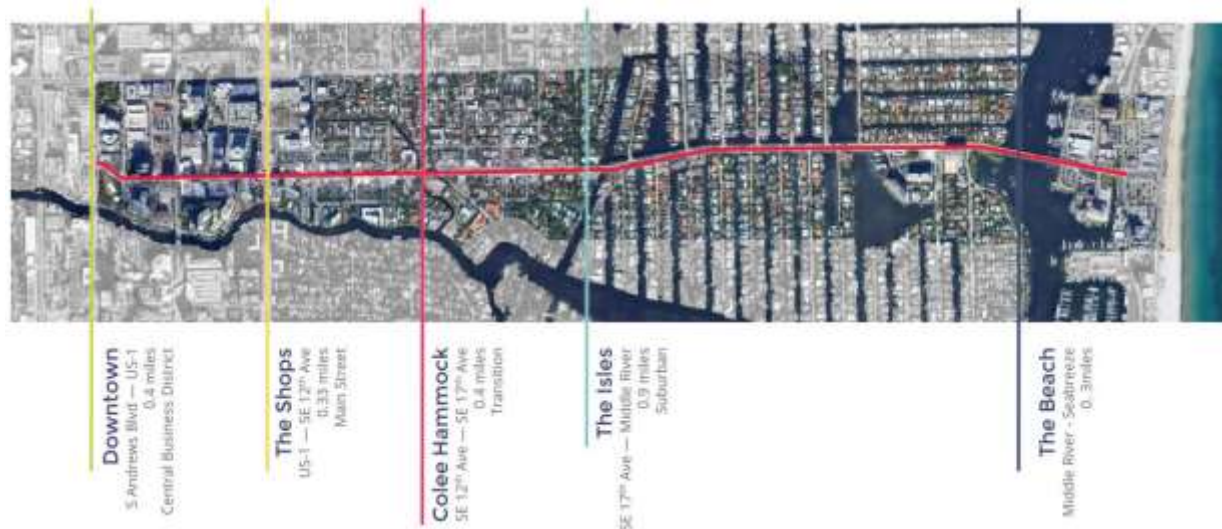 Downtown
S Andrews Blvd — US-1
0.4 miles
Central Business District
The Shops
US-1 — SE 12th Ave
0.33 miles
Main Street
Colee Hammock
SE 12th Ave — SE 17th Ave
0.4 miles
Transition
The Isles
SE 17th Ave — Middle River
0.9 miles
Suburban
The Beach
Middle River - Seabreeze
0. 3miles